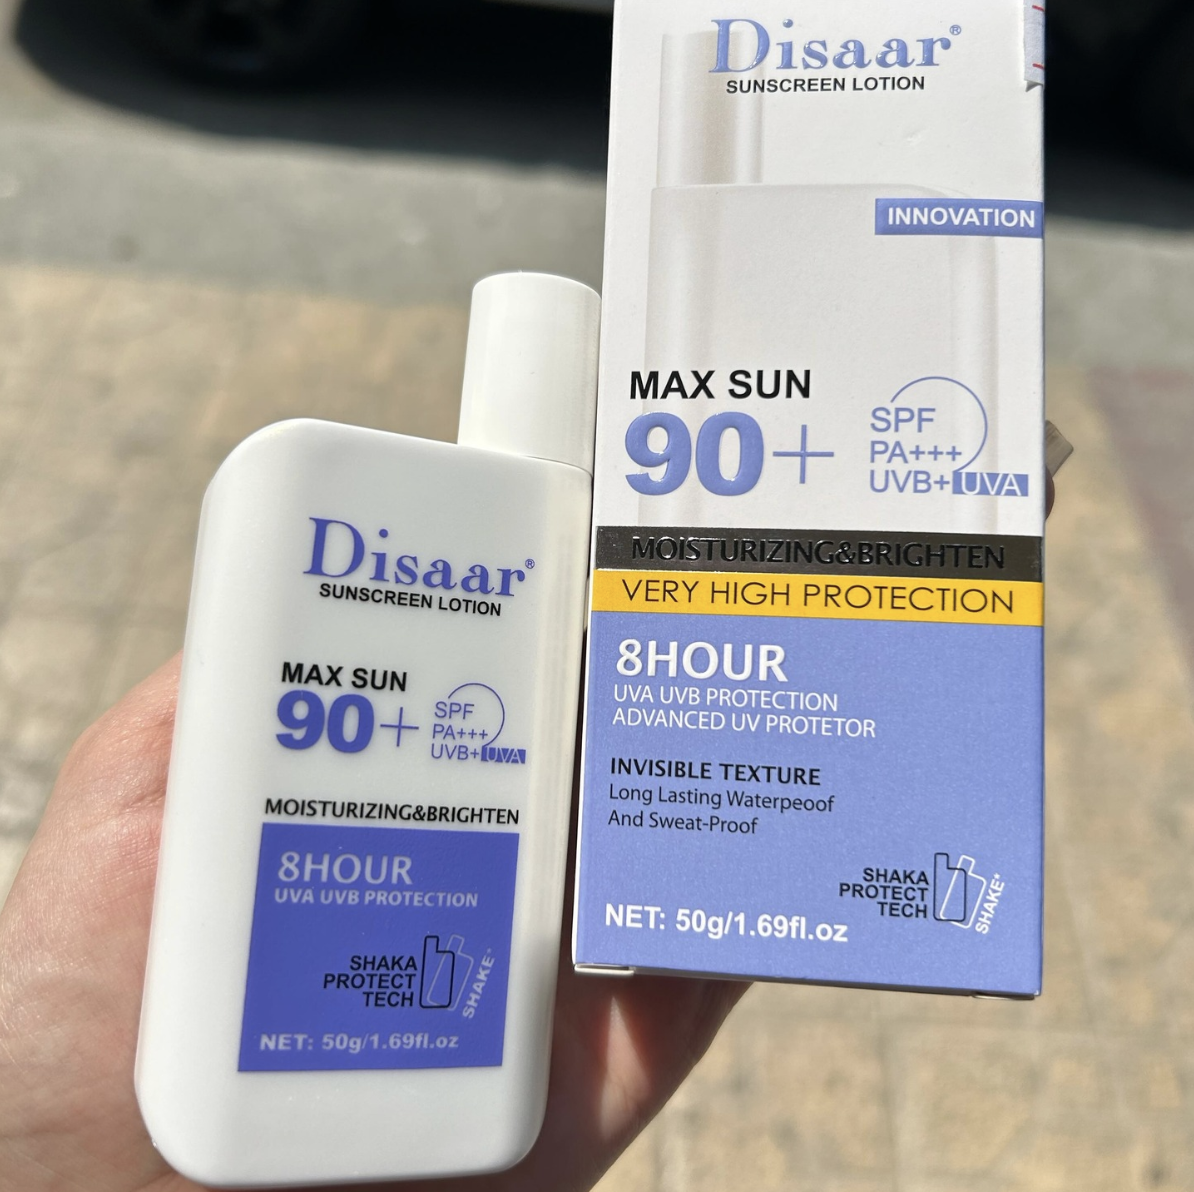 Disaar®
SUNSCREEN LOTION
INNOVATION
MAX SUN
90+
SPF
PA+++
UVB+UVA
MOISTURIZING&BRIGHTEN
VERY HIGH PROTECTION
8HOUR
UVA UVB PROTECTION
ADVANCED UV PROTETOR
INVISIBLE TEXTURE
Long Lasting Waterpeoof
And Sweat-Proof
SHAKA
PROTECT
TECH
SHAKE*
NET: 50g/1.69fl.oz
Disaar®
SUNSCREEN LOTION
MAX SUN
90+
SPF
PA+++
UVB+UVA
MOISTURIZING&BRIGHTEN
8HOUR
UVA UVB PROTECTION
SHAKA
PROTECT
TECH
SHAKE*
NET: 50g/1.69fl.oz